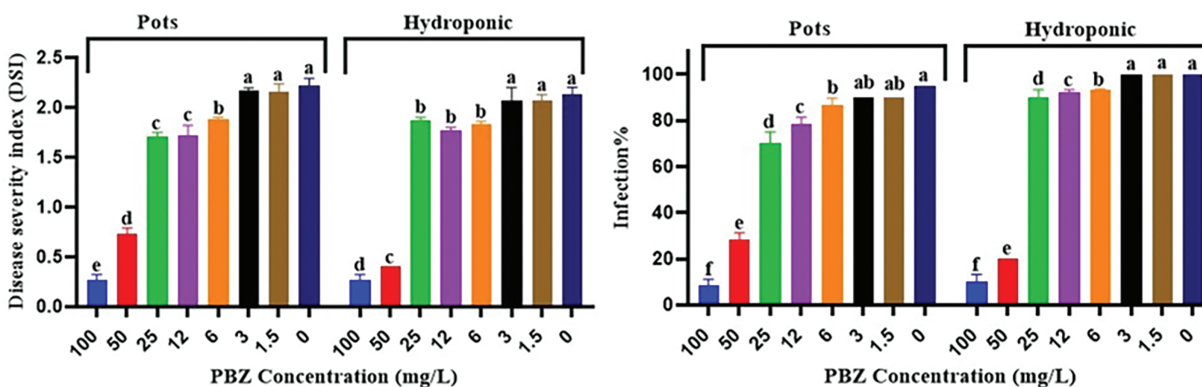 Pots Hydroponic
Disease severity index (DSI)
2.5
2.0
1.5
1.0
0.5
0.0
e d c c b a a a d c b b b a a a
100 50 25 12 6 3 1.5 0 100 50 25 12 6 3 1.5 0
PBZ Concentration (mg/L)
Pots Hydroponic
Infection%
100
80
60
40
20
0
f e d c b ab ab a f e d c b a a a
100 50 25 12 6 3 1.5 0 100 50 25 12 6 3 1.5 0
PBZ Concentration (mg/L)